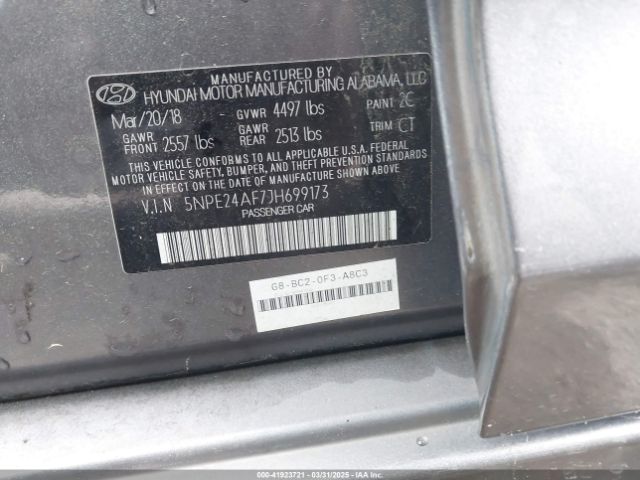 MANUFACTURED BY
HYUNDAI MOTOR MANUFACTURING ALABAMA, LLC
Mar/20/18 GVWR 4497 lbs PAINT 2C
GAWR FRONT 2557 lbs GAWR REAR 2513 lbs TRIM CT
THIS VEHICLE CONFORMS TO ALL APPLICABLE U.S.A. FEDERAL
MOTOR VEHICLE SAFETY, BUMPER, AND THEFT PREVENTION STANDARDS
IN EFFECT ON THE DATE OF MANUFACTURE SHOWN ABOVE
V.I.N 5NPE24AF7JH699173
PASSENGER CAR
G8-BC2-0F3-A8C3
000-41923721 - 03/31/2025 - Copart, Inc.